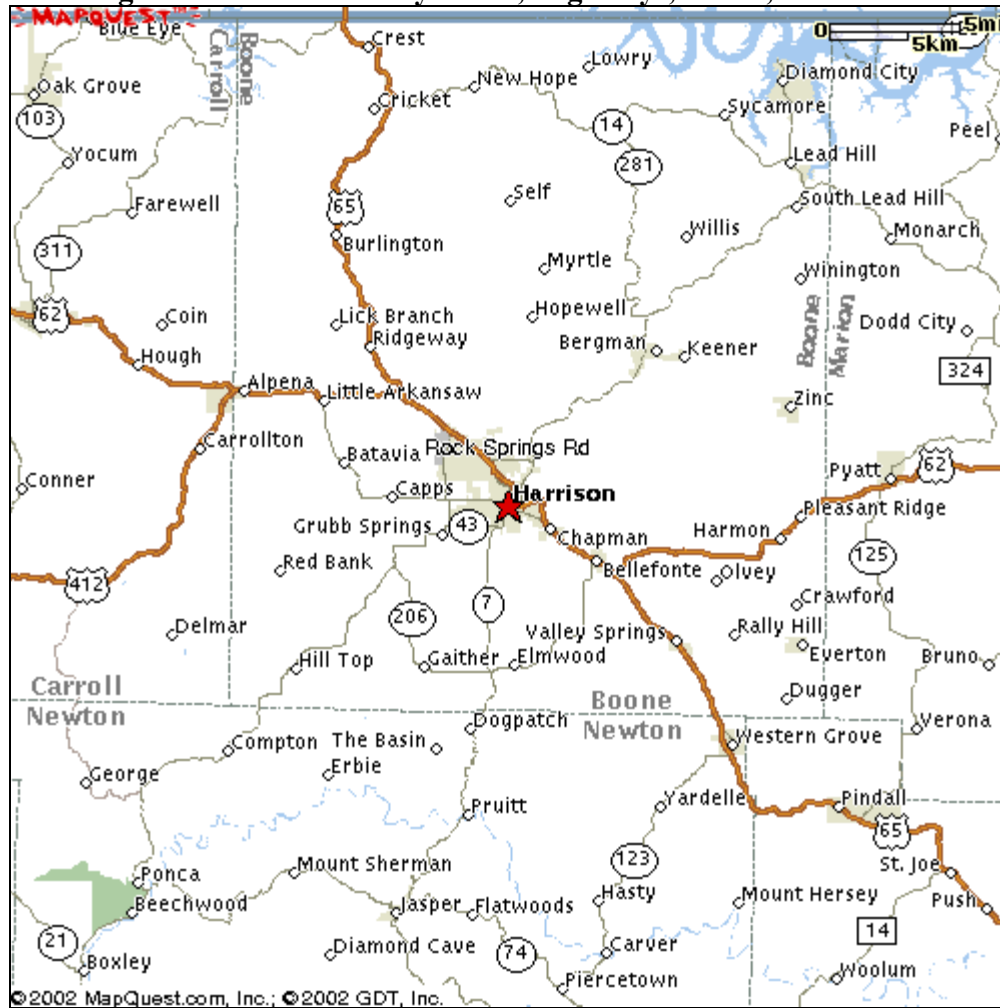 MAPQUEST
Blue Eye
Carroll
Boone
Crest
Lowry
0
5mi
5km
Oak Grove
New Hope
Diamond City
103
Cricket
Sycamore
14
Peel
Yocum
281
Lead Hill
Self
Farewell
65
South Lead Hill
311
Burlington
Willis
Monarch
Myrtle
Winington
62
Coin
Lick Branch
Hopewell
Boone
Marion
Dodd City
Hough
Ridgeway
Bergman
Keener
324
Alpena
Little Arkansaw
Zinc
Carrollton
Rock Springs Rd
Batavia
Pyatt
62
Conner
Capps
Harrison
Pleasant Ridge
Grubb Springs
43
Chapman
Harmon
125
Red Bank
Bellefonte
Olvey
412
7
Crawford
206
Delmar
Valley Springs
Rally Hill
Hill Top
Gaither
Elmwood
Everton
Bruno
Carroll
Newton
Boone
Newton
Dugger
Dogpatch
Verona
Compton
The Basin
Western Grove
Erbie
George
Pruitt
Yardelle
Pindall
65
123
St. Joe
Ponca
Mount Sherman
Hasty
Mount Hersey
Push
Beechwood
Jasper
Flatwoods
14
21
Diamond Cave
74
Carver
Boxley
Piercetown
Woolum
©2002 MapQuest.com, Inc.; ©2002 GDT, Inc.